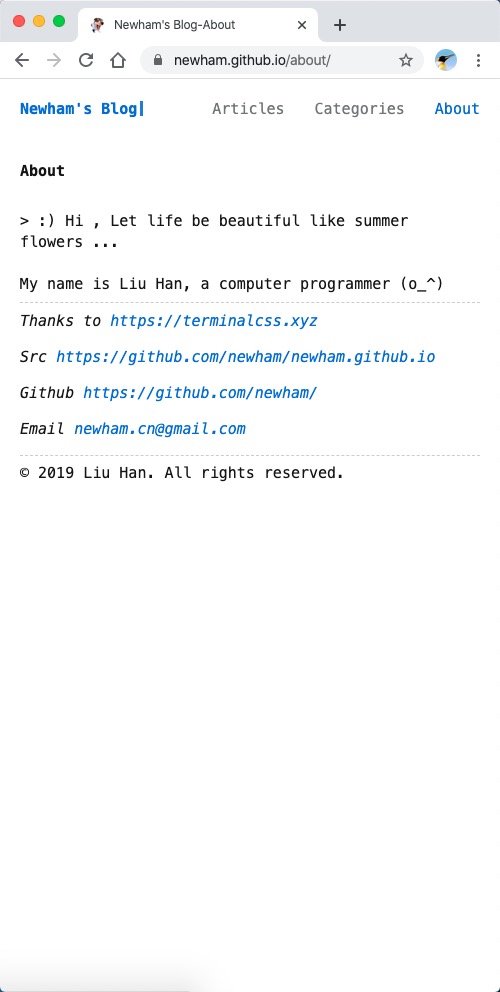 Newham's Blog-About
newham.github.io/about/
Newham's Blog Articles Categories About
About
> :) Hi , Let life be beautiful like summer
flowers ...
My name is Liu Han, a computer programmer (o_^)
Thanks to https://terminalcss.xyz
Src https://github.com/newham/newham.github.io
Github https://github.com/newham/
Email newham.cn@gmail.com
© 2019 Liu Han. All rights reserved.